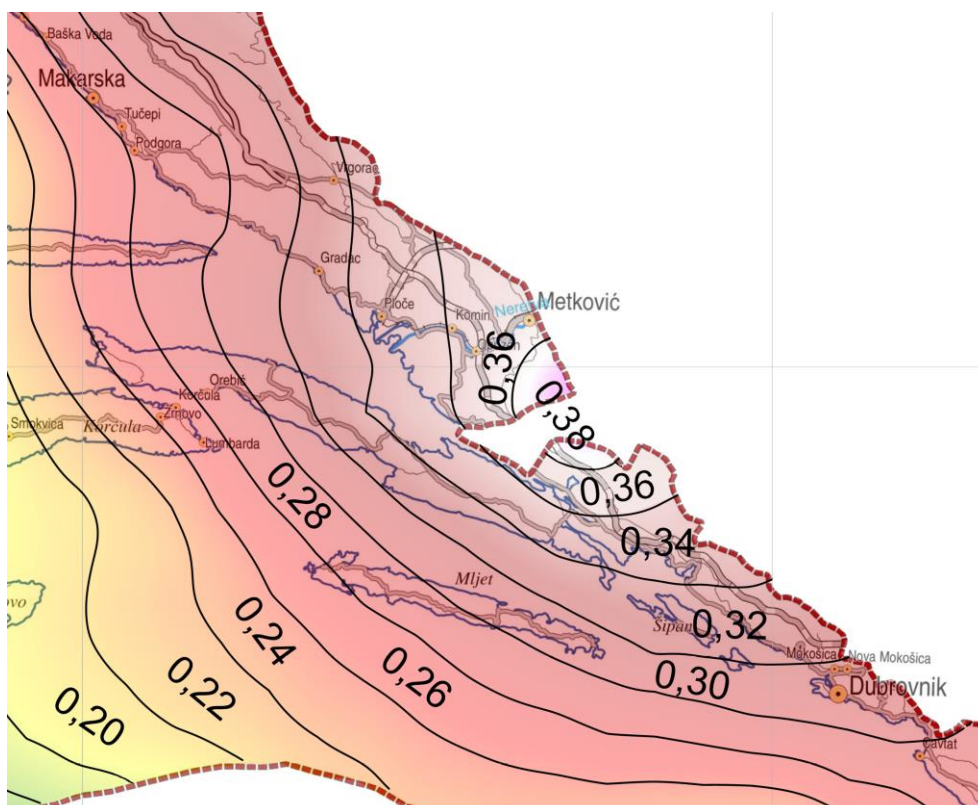 Baška Voda
Makarska
Tučepi
Podgora
Vrgorac
Gradac
Ploče
Komin
Metković
0,36
0,38
Orebić
Korčula
Žrnovo
Smokvica
Korčula
Lumbarda
0,36
0,28
0,34
Mljet
0,24
Šipan
0,32
Mokošica
Nova Mokošica
0,22
0,26
0,30
Dubrovnik
0,20
Cavtat